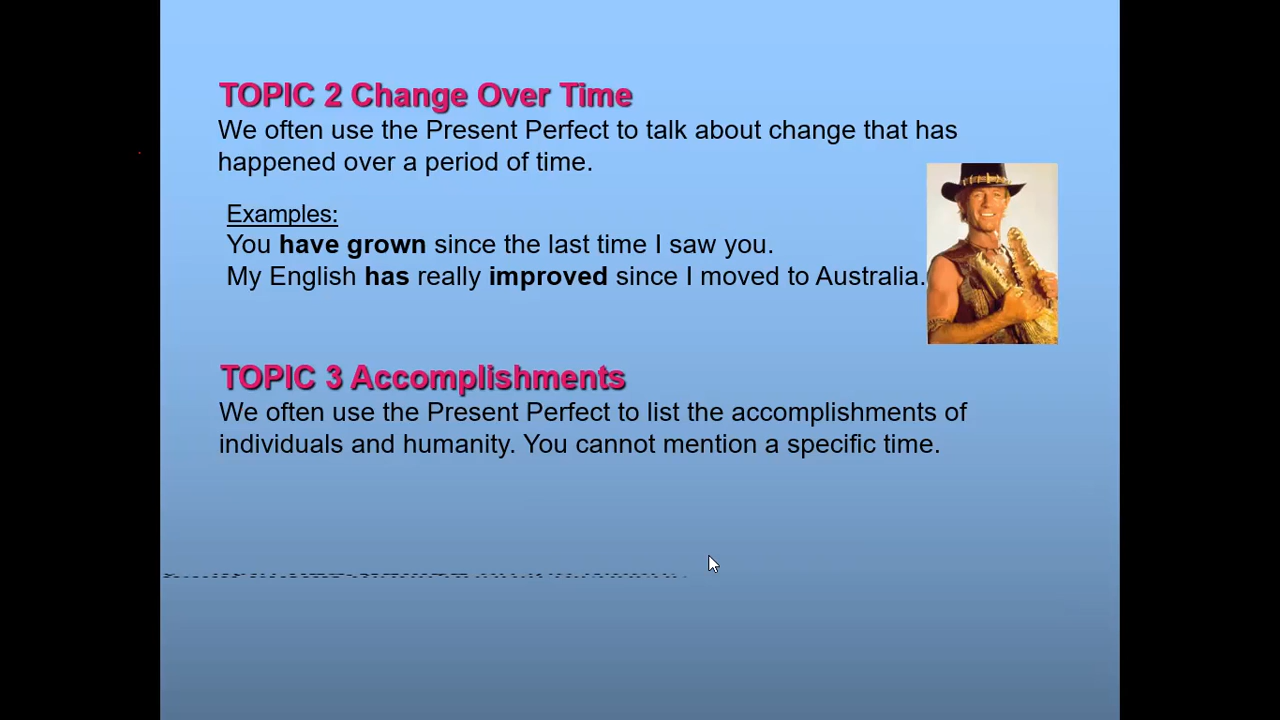 TOPIC 2 Change Over Time
We often use the Present Perfect to talk about change that has
happened over a period of time.
Examples:
You have grown since the last time I saw you.
My English has really improved since I moved to Australia.
TOPIC 3 Accomplishments
We often use the Present Perfect to list the accomplishments of
individuals and humanity. You cannot mention a specific time.